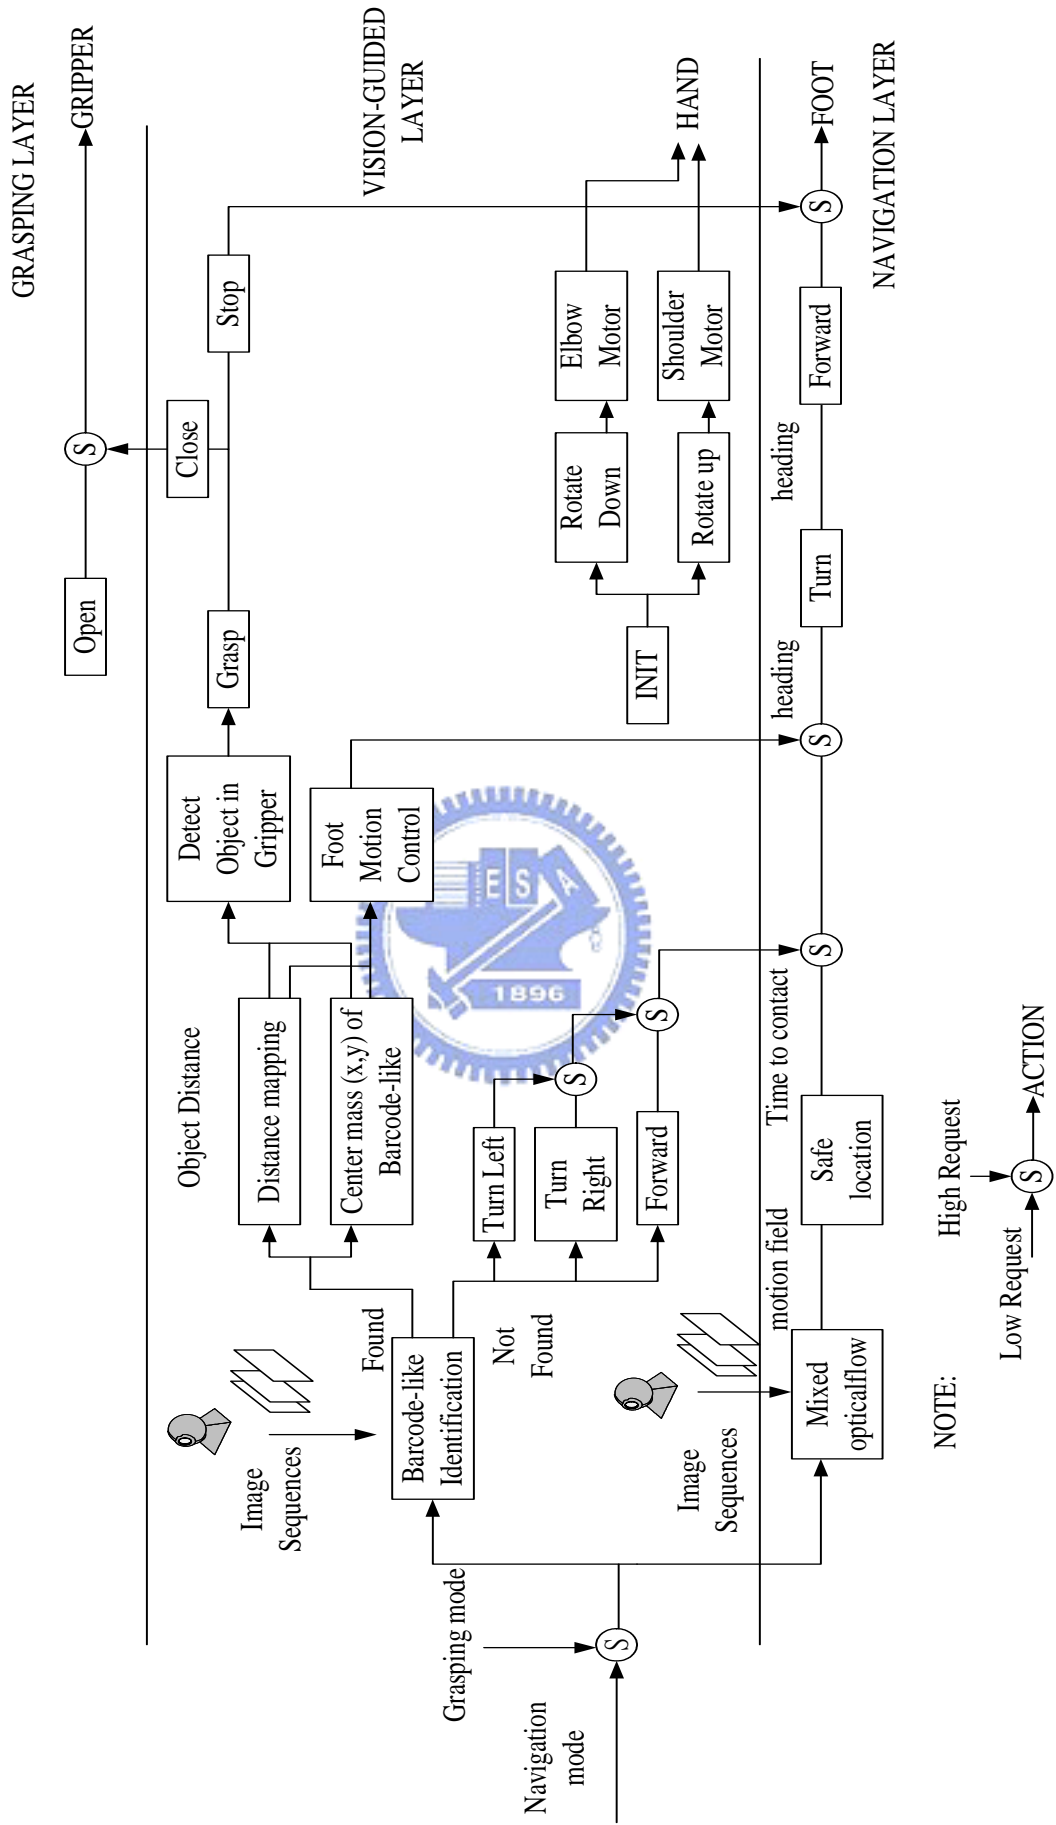 GRASPING LAYER
Open
S
GRIPPER
Close
Detect
Object in
Gripper
Grasp
Stop
VISION-GUIDED
LAYER
Object Distance
Distance mapping
Center mass (x,y) of
Barcode-like
Foot
Motion
Control
Image
Sequences
Found
Barcode-like
Identification
Not
Found
Turn Left
Turn
Right
Forward
S
S
E S A
1896
INIT
Rotate
Down
Elbow
Motor
Rotate up
Shoulder
Motor
HAND
Grasping mode
Navigation
mode
S
Image
Sequences
Mixed
opticalflow
motion field
Safe
location
Time to contact
S
S
heading
Turn
heading
Forward
S
FOOT
NAVIGATION LAYER
NOTE:
High Request
Low Request
S
ACTION